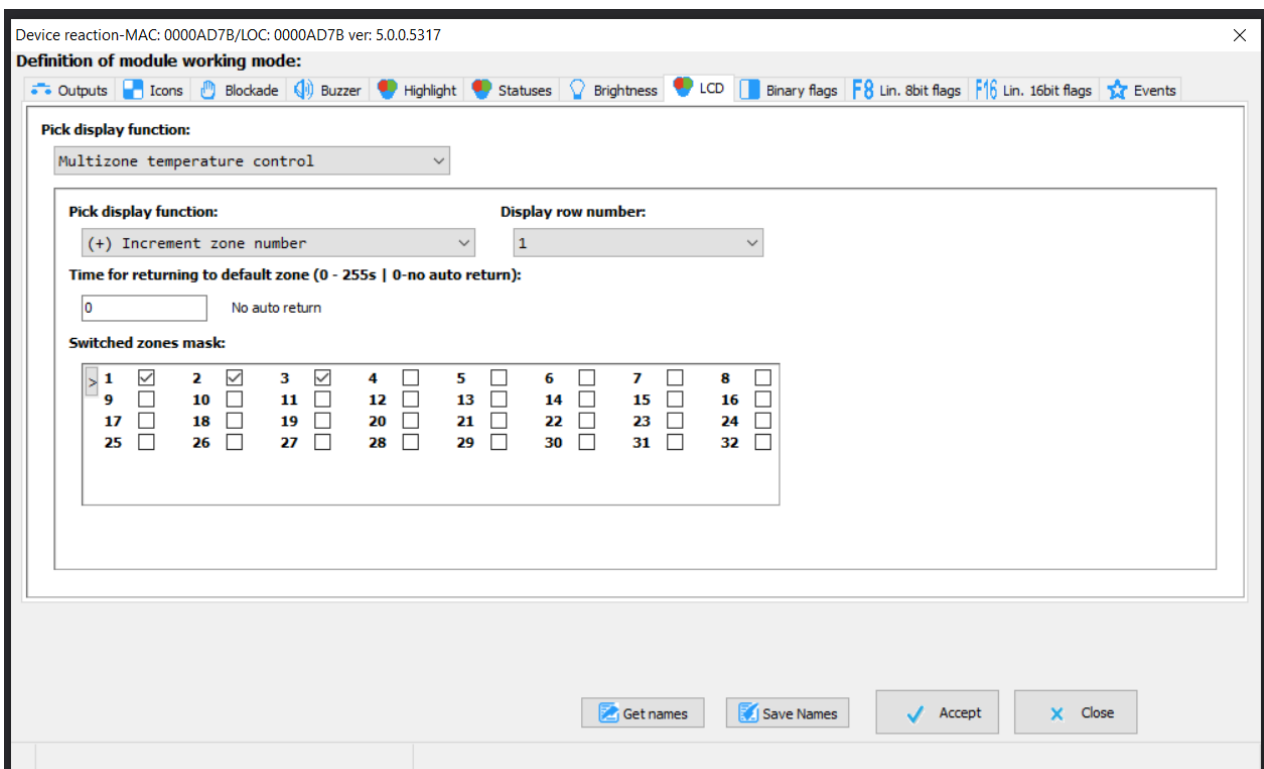 Device reaction-MAC: 0000AD7B/LOC: 0000AD7B ver: 5.0.0.5317
Definition of module working mode:
Outputs Icons Blockade Buzzer Highlight Statuses Brightness LCD Binary flags F8 Lin. 8bit flags F16 Lin. 16bit flags Events
Pick display function:
Multizone temperature control
Pick display function: Display row number:
(+) Increment zone number 1
Time for returning to default zone (0 - 255s | 0-no auto return):
0 No auto return
Switched zones mask:
> 1 2 3 4 5 6 7 8
9 10 11 12 13 14 15 16
17 18 19 20 21 22 23 24
25 26 27 28 29 30 31 32
Get names Save Names Accept Close